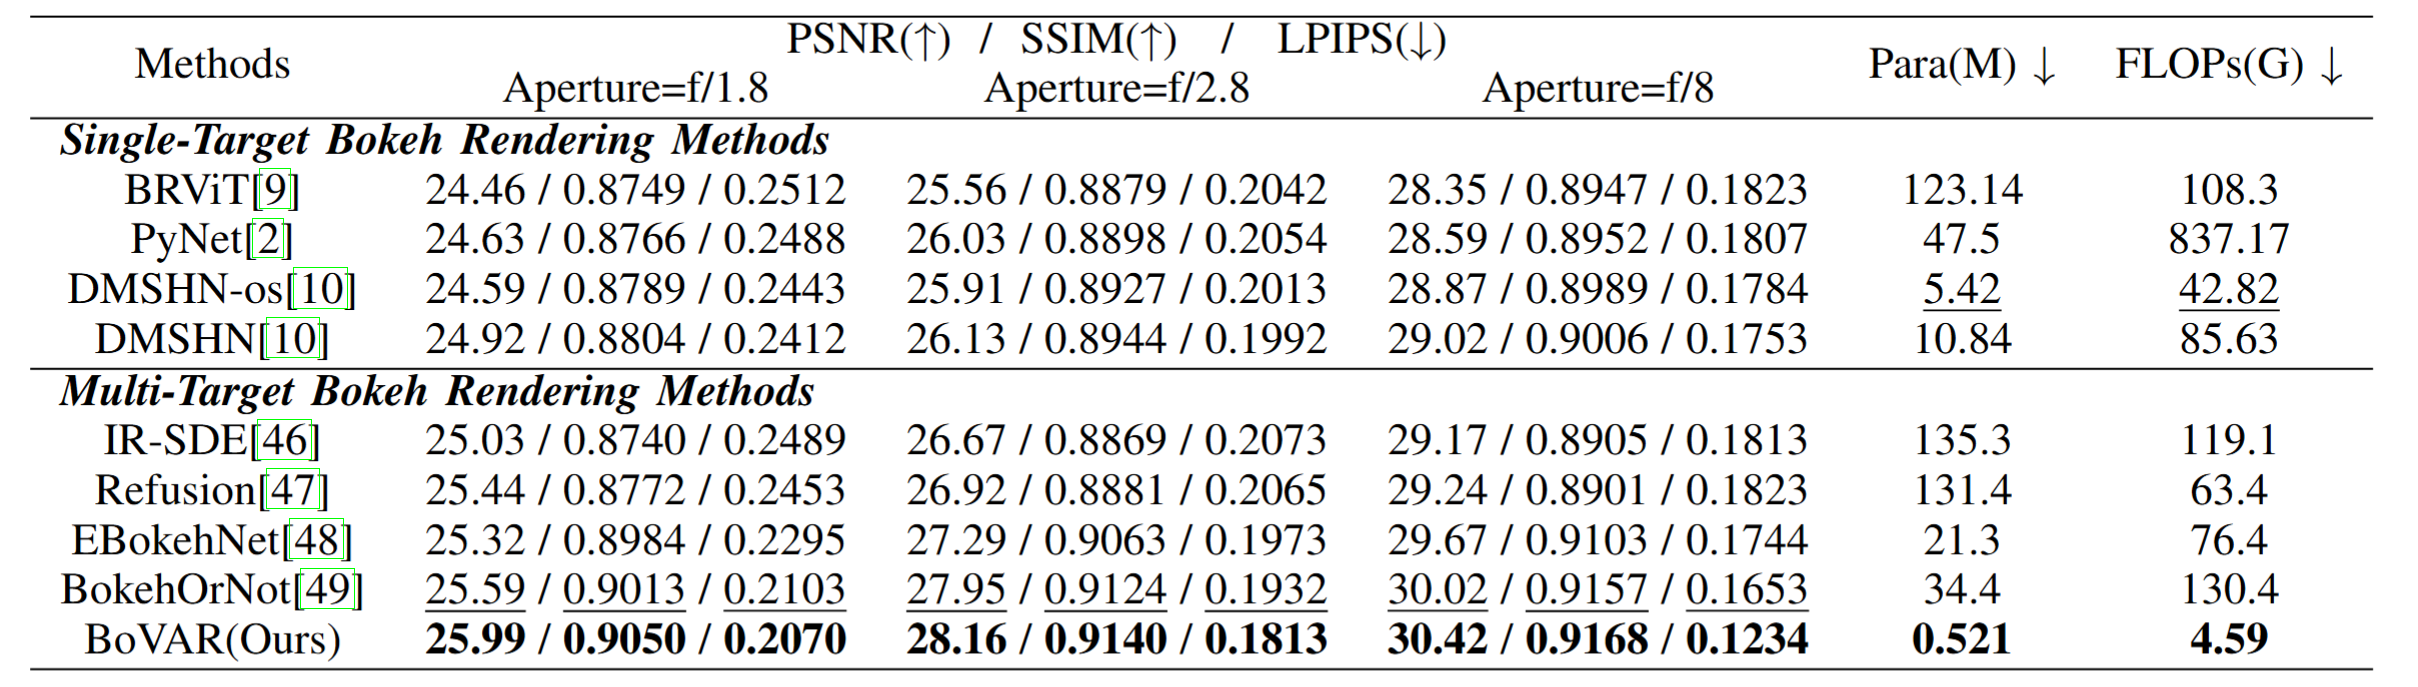 PSNR(↑) / SSIM(↑) / LPIPS(↓)
Methods Para(M) ↓ FLOPs(G) ↓
Aperture=f/1.8 Aperture=f/2.8 Aperture=f/8
Single-Target Bokeh Rendering Methods
BRViT[9] 24.46 / 0.8749 / 0.2512 25.56 / 0.8879 / 0.2042 28.35 / 0.8947 / 0.1823 123.14 108.3
PyNet[2] 24.63 / 0.8766 / 0.2488 26.03 / 0.8898 / 0.2054 28.59 / 0.8952 / 0.1807 47.5 837.17
DMSHN-os[10] 24.59 / 0.8789 / 0.2443 25.91 / 0.8927 / 0.2013 28.87 / 0.8989 / 0.1784 5.42 42.82
DMSHN[10] 24.92 / 0.8804 / 0.2412 26.13 / 0.8944 / 0.1992 29.02 / 0.9006 / 0.1753 10.84 85.63
Multi-Target Bokeh Rendering Methods
IR-SDE[46] 25.03 / 0.8740 / 0.2489 26.67 / 0.8869 / 0.2073 29.17 / 0.8905 / 0.1813 135.3 119.1
Refusion[47] 25.44 / 0.8772 / 0.2453 26.92 / 0.8881 / 0.2065 29.24 / 0.8901 / 0.1823 131.4 63.4
EBokehNet[48] 25.32 / 0.8984 / 0.2295 27.29 / 0.9063 / 0.1973 29.67 / 0.9103 / 0.1744 21.3 76.4
BokehOrNot[49] 25.59 / 0.9013 / 0.2103 27.95 / 0.9124 / 0.1932 30.02 / 0.9157 / 0.1653 34.4 130.4
BoVAR(Ours) 25.99 / 0.9050 / 0.2070 28.16 / 0.9140 / 0.1813 30.42 / 0.9168 / 0.1234 0.521 4.59